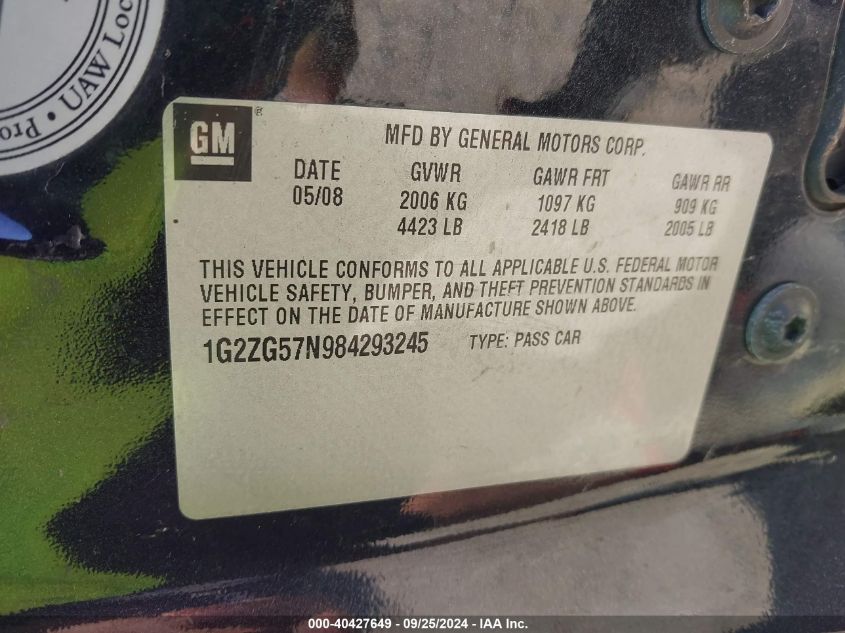 Pro
• UAW Loc
GM ®
MFD BY GENERAL MOTORS CORP.
DATE GVWR GAWR FRT GAWR RR
05/08 2006 KG 1097 KG 909 KG
4423 LB 2418 LB 2005 LB
THIS VEHICLE CONFORMS TO ALL APPLICABLE U.S. FEDERAL MOTOR
VEHICLE SAFETY, BUMPER, AND THEFT PREVENTION STANDARDS IN
EFFECT ON THE DATE OF MANUFACTURE SHOWN ABOVE.
1G2ZG57N984293245 TYPE: PASS CAR
000-40427649 - 09/25/2024 - IAA Inc.